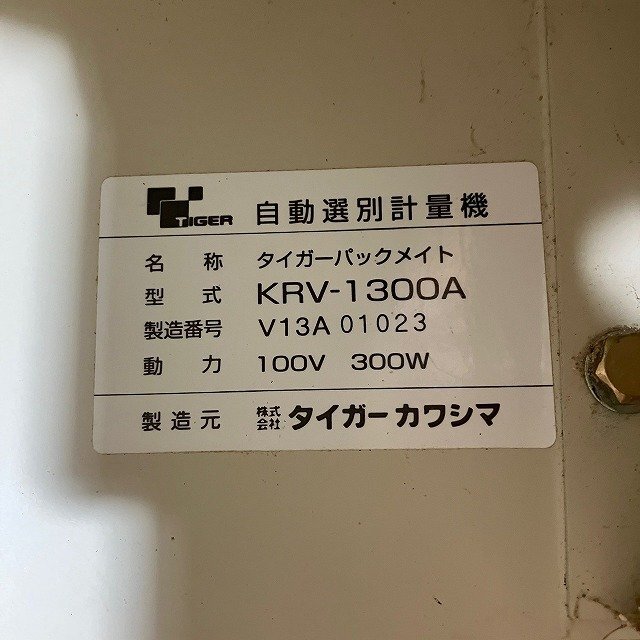 TIGER 自動選別計量機
名称 タイガーパックメイト
型式 KRV-1300A
製造番号 V13A 01023
動力 100V 300W
製造元 株式会社 タイガーカワシマ